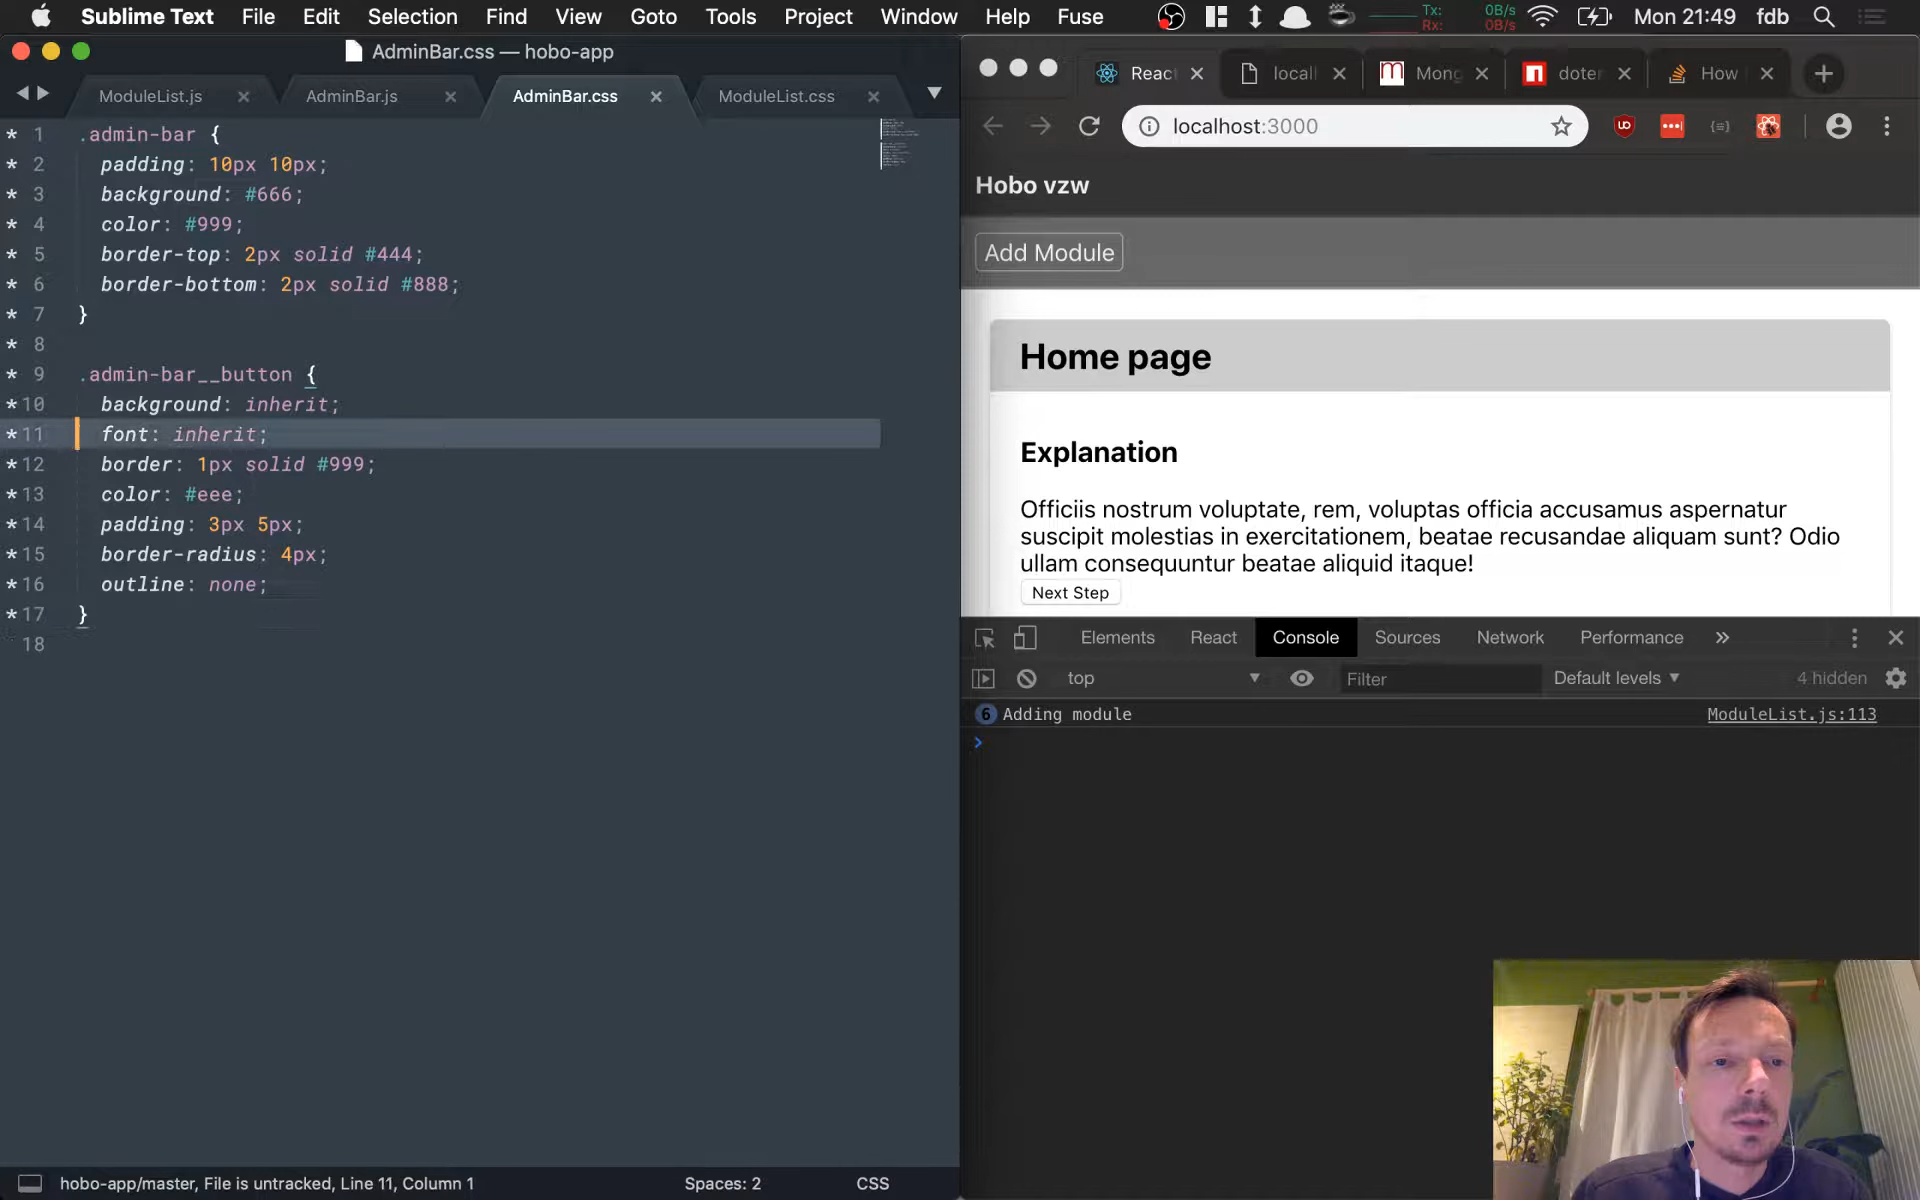 Sublime Text File Edit Selection Find View Goto Tools Project Window Help Fuse Tx: Rx: 0B/s 0B/s Mon 21:49 fdb
AdminBar.css — hobo-app
ModuleList.js AdminBar.js AdminBar.css ModuleList.css
* 1 .admin-bar {
* 2 padding: 10px 10px;
* 3 background: #666;
* 4 color: #999;
* 5 border-top: 2px solid #444;
* 6 border-bottom: 2px solid #888;
* 7 }
* 8
* 9 .admin-bar__button {
*10 background: inherit;
*11 font: inherit;
*12 border: 1px solid #999;
*13 color: #eee;
*14 padding: 3px 5px;
*15 border-radius: 4px;
*16 outline: none;
*17 }
18
hobo-app/master, File is untracked, Line 11, Column 1 Spaces: 2 CSS
Reac locall Mong doten How
localhost:3000
Hobo vzw
Add Module
Home page
Explanation
Officiis nostrum voluptate, rem, voluptas officia accusamus aspernatur
suscipit molestias in exercitationem, beatae recusandae aliquam sunt? Odio
ullam consequuntur beatae aliquid itaque!
Next Step
Elements React Console Sources Network Performance »
top Filter Default levels 4 hidden
6 Adding module ModuleList.js:113